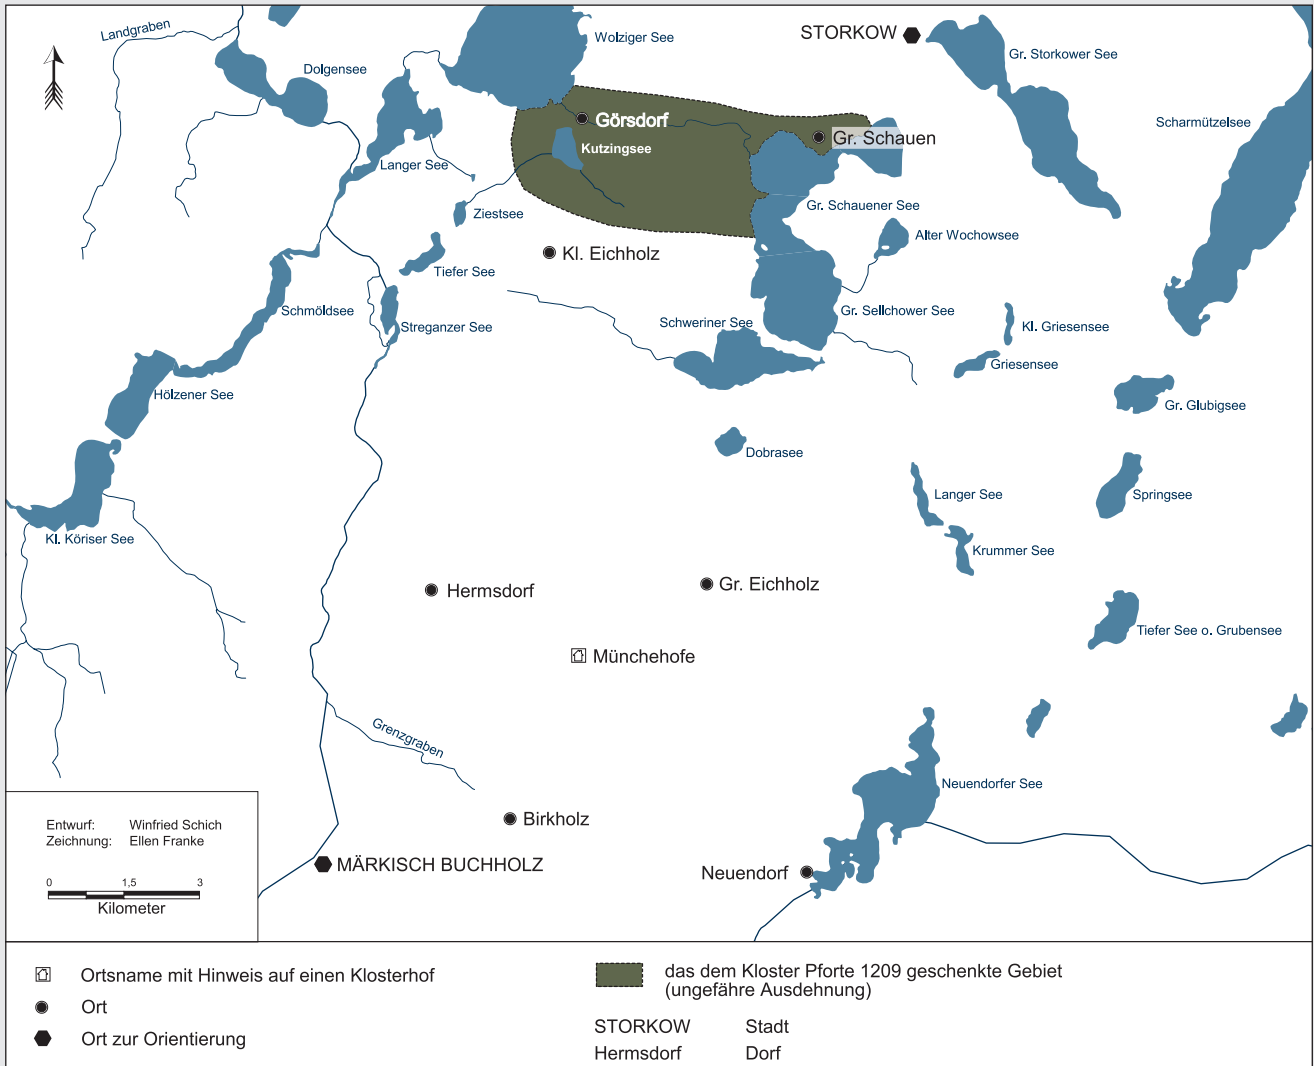 Landgraben
Wolziger See
STORKOW
Gr. Storkower See
Dolgensee
Görsdorf
Scharmützelsee
Gr. Schauen
Kutzingsee
Langer See
Gr. Schauener See
Ziestsee
Alter Wochowsee
Kl. Eichholz
Tiefer See
Schmöldsee
Gr. Sellchower See
Schweriner See
Streganzer See
Kl. Griesensee
Griesensee
Hölzener See
Gr. Glubigsee
Dobrasee
Langer See
Springsee
Kl. Köriser See
Krummer See
Hermsdorf
Gr. Eichholz
Tiefer See o. Grubensee
Münchehofe
Grenzgraben
Neuendorfer See
Birkholz
MÄRKISCH BUCHHOLZ
Neuendorf
Entwurf: Winfried Schich
Zeichnung: Ellen Franke
0 1,5 3
Kilometer
Ortsname mit Hinweis auf einen Klosterhof
Ort
Ort zur Orientierung
das dem Kloster Pforte 1209 geschenkte Gebiet
(ungefähre Ausdehnung)
STORKOW Stadt
Hermsdorf Dorf